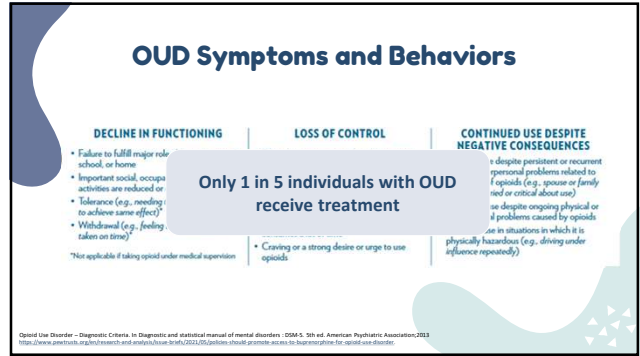 OUD Symptoms and Behaviors
DECLINE IN FUNCTIONING
• Failure to fulfill major role
school, or home
• Important social, occupa
activities are reduced or
• Tolerance (e.g., needing
to achieve same effect)*
• Withdrawal (e.g., feeling
taken on time)*
*Not applicable if taking opioid under medical supervision
LOSS OF CONTROL
• Craving or a strong desire or urge to use
opioids
CONTINUED USE DESPITE
NEGATIVE CONSEQUENCES
despite persistent or recurrent
rpersonal problems related to
f opioids (e.g., spouse or family
ried or critical about use)
se despite ongoing physical or
l problems caused by opioids
se in situations in which it is
physically hazardous (e.g., driving under
influence repeatedly)
Only 1 in 5 individuals with OUD
receive treatment
Opioid Use Disorder – Diagnostic Criteria. In Diagnostic and statistical manual of mental disorders : DSM-5. 5th ed. American Psychiatric Association;2013
https://www.pewtrusts.org/en/research-and-analysis/issue-briefs/2021/05/policies-should-promote-access-to-buprenorphine-for-opioid-use-disorder.